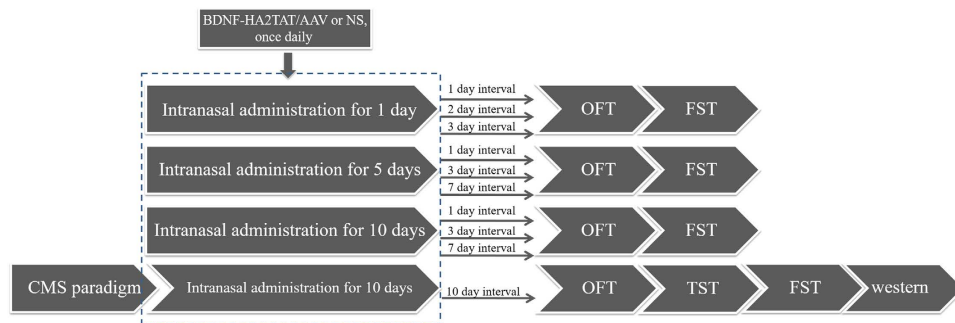 BDNF-HA2TAT/AAV or NS,
once daily
Intranasal administration for 1 day
1 day interval
2 day interval
3 day interval
OFT
FST
Intranasal administration for 5 days
1 day interval
3 day interval
7 day interval
OFT
FST
Intranasal administration for 10 days
1 day interval
3 day interval
7 day interval
OFT
FST
CMS paradigm
Intranasal administration for 10 days
10 day interval
OFT
TST
FST
western